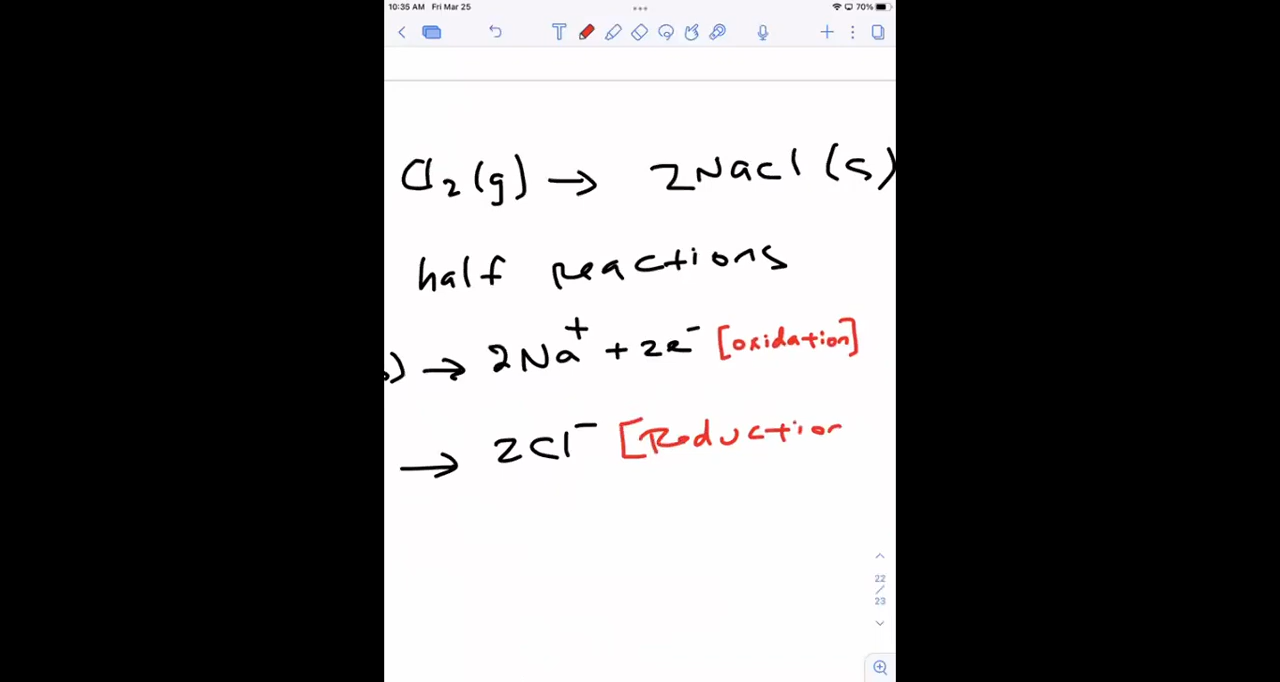 10:35 AM Fri Mar 25
70%
T
Cl₂(g) → 2NaCl(s)
half reactions
s) → 2Na⁺ + 2e⁻ [oxidation]
→ 2Cl⁻ [Reduction
22
/
23